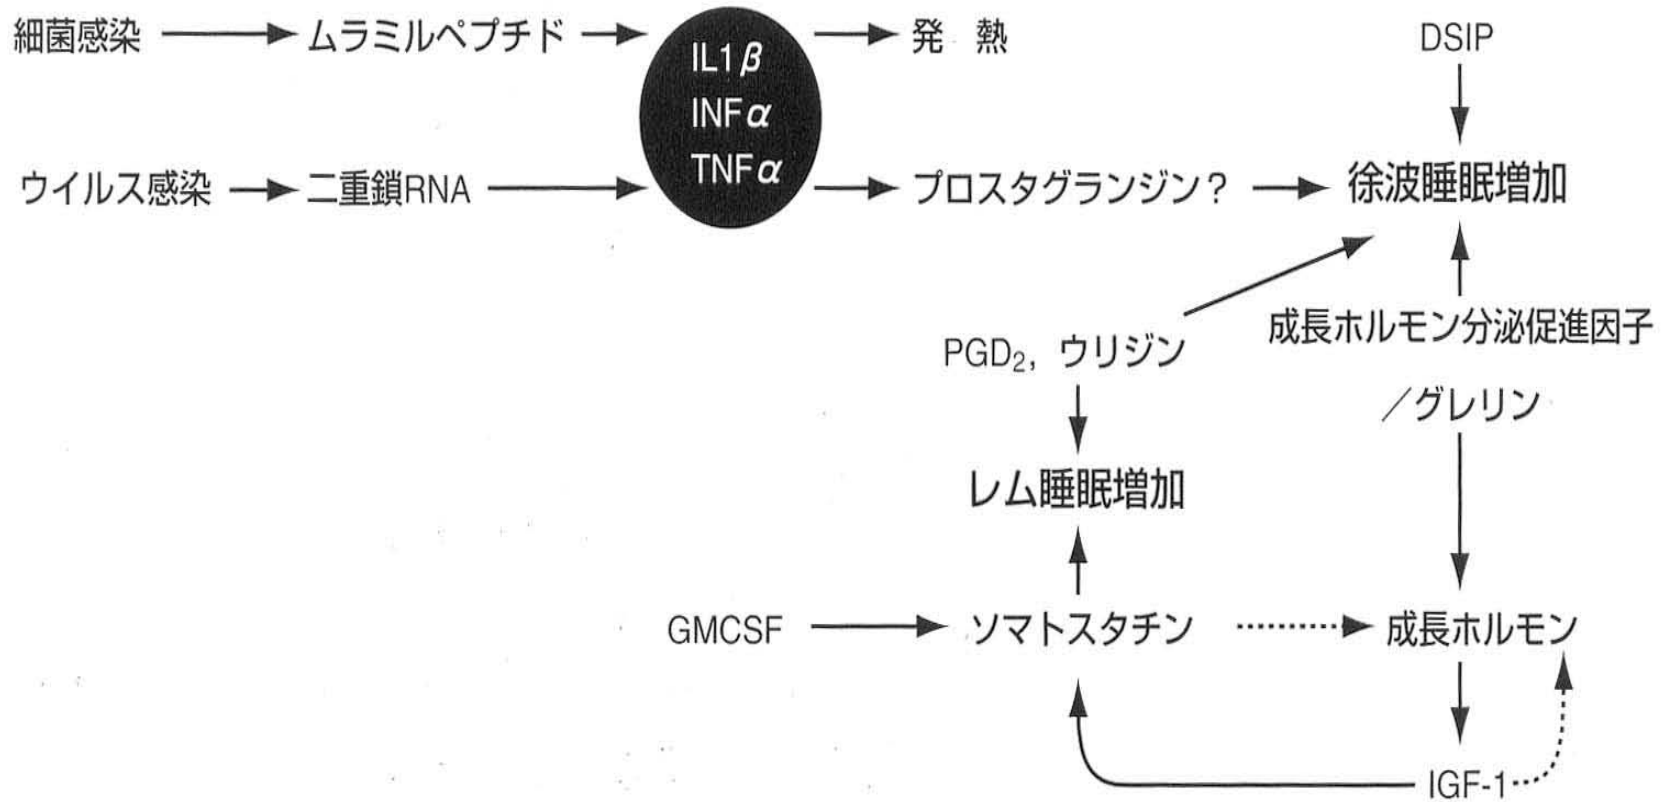 細菌感染
ムラミルペプチド
IL1β
INFα
TNFα
発 熱
DSIP
ウイルス感染
二重鎖RNA
プロスタグランジン？
徐波睡眠増加
PGD₂，ウリジン
成長ホルモン分泌促進因子
／グレリン
レム睡眠増加
GMCSF
ソマトスタチン
成長ホルモン
IGF-1